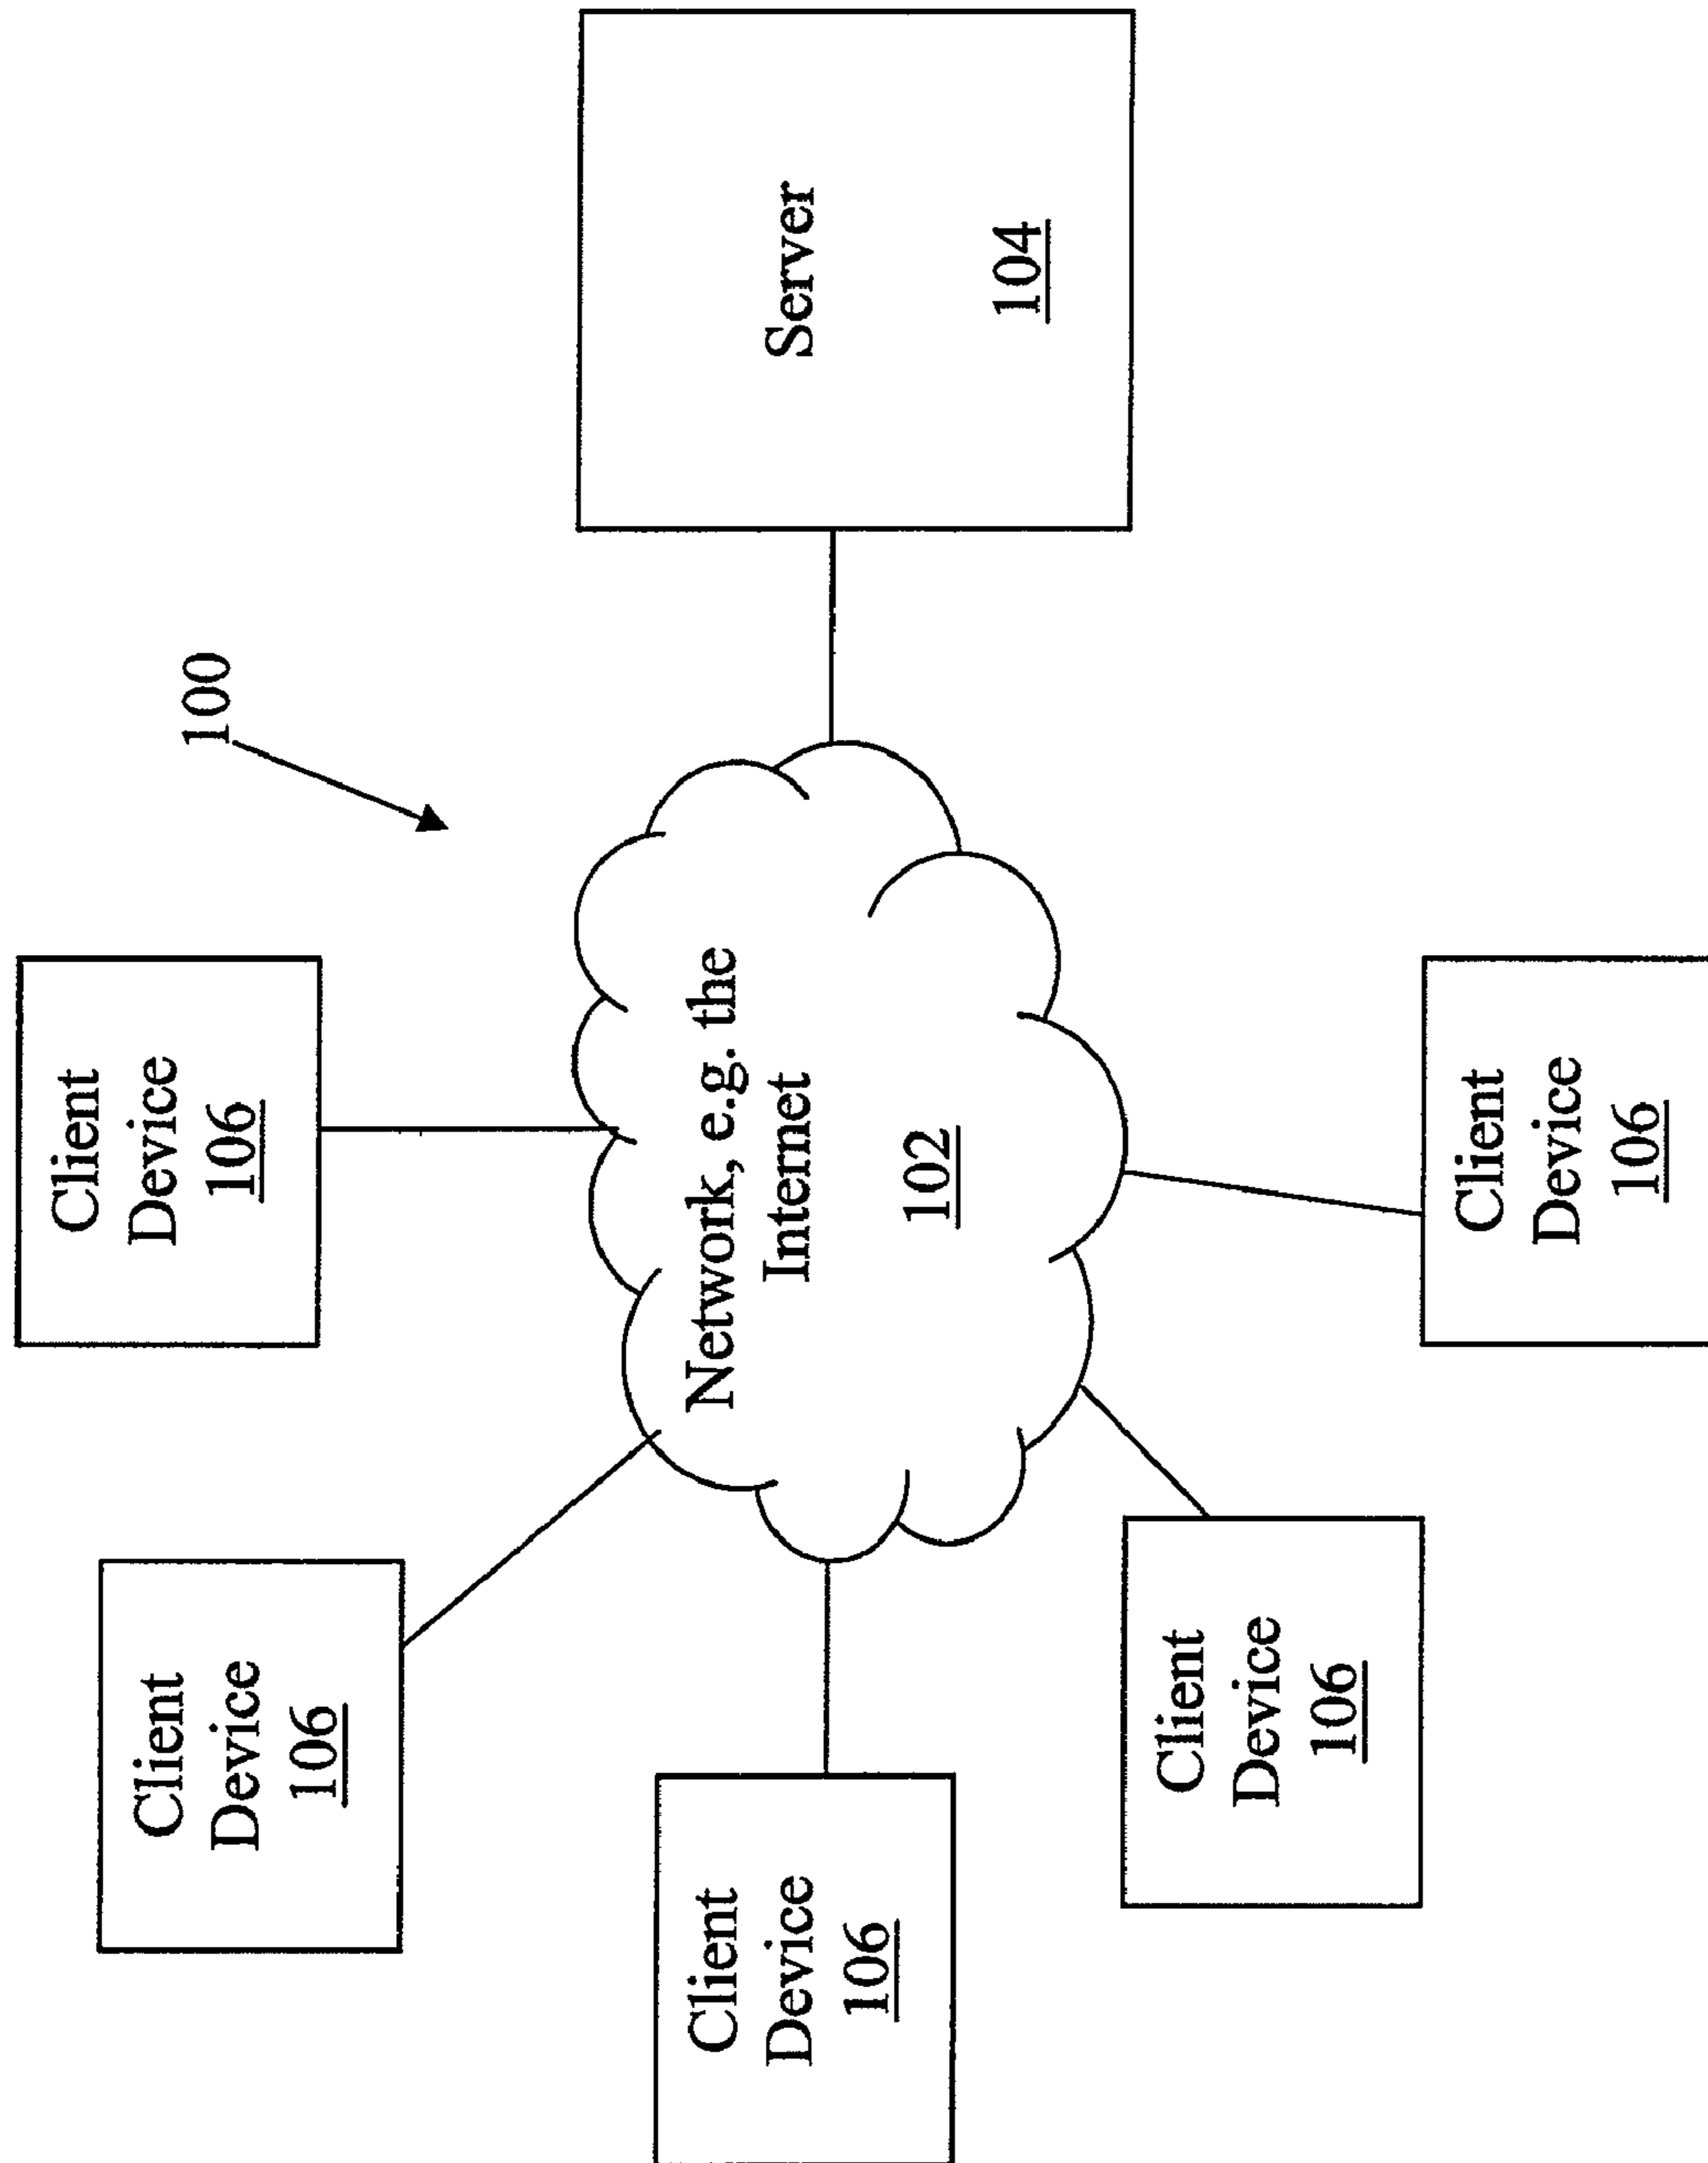 Client
Device
106
Client
Device
106
100
Client
Device
106
Network, e.g. the
Internet
102
Server
104
Client
Device
106
Client
Device
106